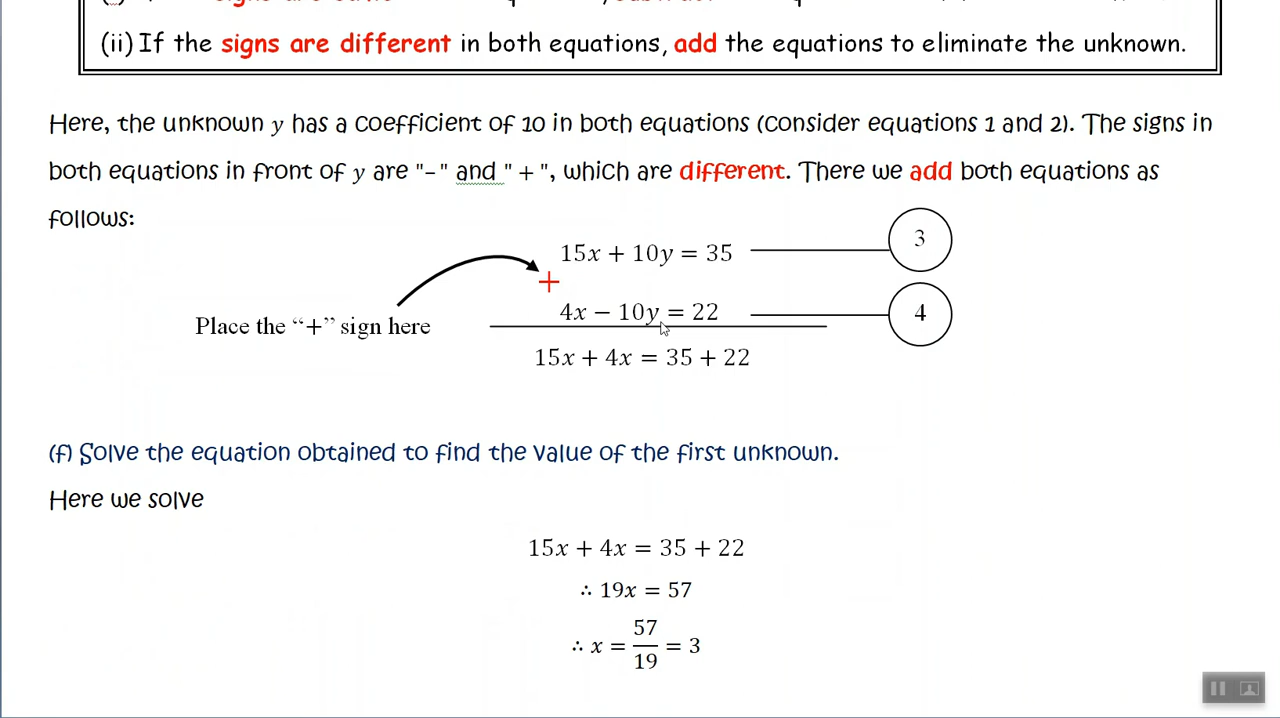 (ii) If the signs are different in both equations, add the equations to eliminate the unknown.
Here, the unknown y has a coefficient of 10 in both equations (Consider equations 1 and 2). The signs in
both equations in front of y are "-" and " + ", which are different. There we add both equations as
follows:
15x + 10y = 35
3
+
4x − 10y = 22
4
Place the “+” sign here
15x + 4x = 35 + 22
(f) Solve the equation obtained to find the value of the first unknown.
Here we solve
15x + 4x = 35 + 22
∴ 19x = 57
∴ x = 57/19 = 3